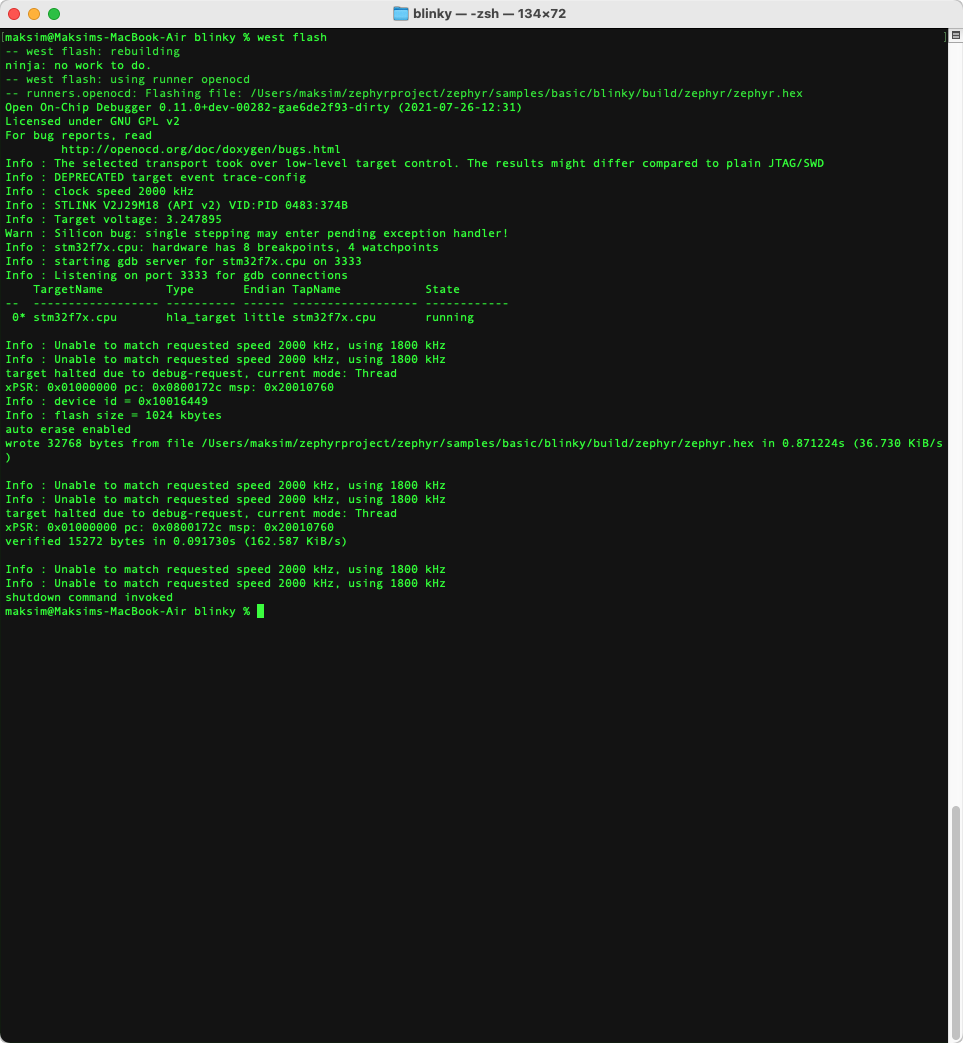 blinky — -zsh — 134×72
[maksim@Maksims-MacBook-Air blinky % west flash ]
-- west flash: rebuilding
ninja: no work to do.
-- west flash: using runner openocd
-- runners.openocd: Flashing file: /Users/maksim/zephyrproject/zephyr/samples/basic/blinky/build/zephyr/zephyr.hex
Open On-Chip Debugger 0.11.0+dev-00282-gae6de2f93-dirty (2021-07-26-12:31)
Licensed under GNU GPL v2
For bug reports, read
        http://openocd.org/doc/doxygen/bugs.html
Info : The selected transport took over low-level target control. The results might differ compared to plain JTAG/SWD
Info : DEPRECATED target event trace-config
Info : clock speed 2000 kHz
Info : STLINK V2J29M18 (API v2) VID:PID 0483:374B
Info : Target voltage: 3.247895
Warn : Silicon bug: single stepping may enter pending exception handler!
Info : stm32f7x.cpu: hardware has 8 breakpoints, 4 watchpoints
Info : starting gdb server for stm32f7x.cpu on 3333
Info : Listening on port 3333 for gdb connections
    TargetName         Type       Endian TapName            State
--  ------------------ ---------- ------ ------------------ ------------
 0* stm32f7x.cpu       hla_target little stm32f7x.cpu       running
Info : Unable to match requested speed 2000 kHz, using 1800 kHz
Info : Unable to match requested speed 2000 kHz, using 1800 kHz
target halted due to debug-request, current mode: Thread
xPSR: 0x01000000 pc: 0x0800172c msp: 0x20010760
Info : device id = 0x10016449
Info : flash size = 1024 kbytes
auto erase enabled
wrote 32768 bytes from file /Users/maksim/zephyrproject/zephyr/samples/basic/blinky/build/zephyr/zephyr.hex in 0.871224s (36.730 KiB/s
)
Info : Unable to match requested speed 2000 kHz, using 1800 kHz
Info : Unable to match requested speed 2000 kHz, using 1800 kHz
target halted due to debug-request, current mode: Thread
xPSR: 0x01000000 pc: 0x0800172c msp: 0x20010760
verified 15272 bytes in 0.091730s (162.587 KiB/s)
Info : Unable to match requested speed 2000 kHz, using 1800 kHz
Info : Unable to match requested speed 2000 kHz, using 1800 kHz
shutdown command invoked
maksim@Maksims-MacBook-Air blinky %